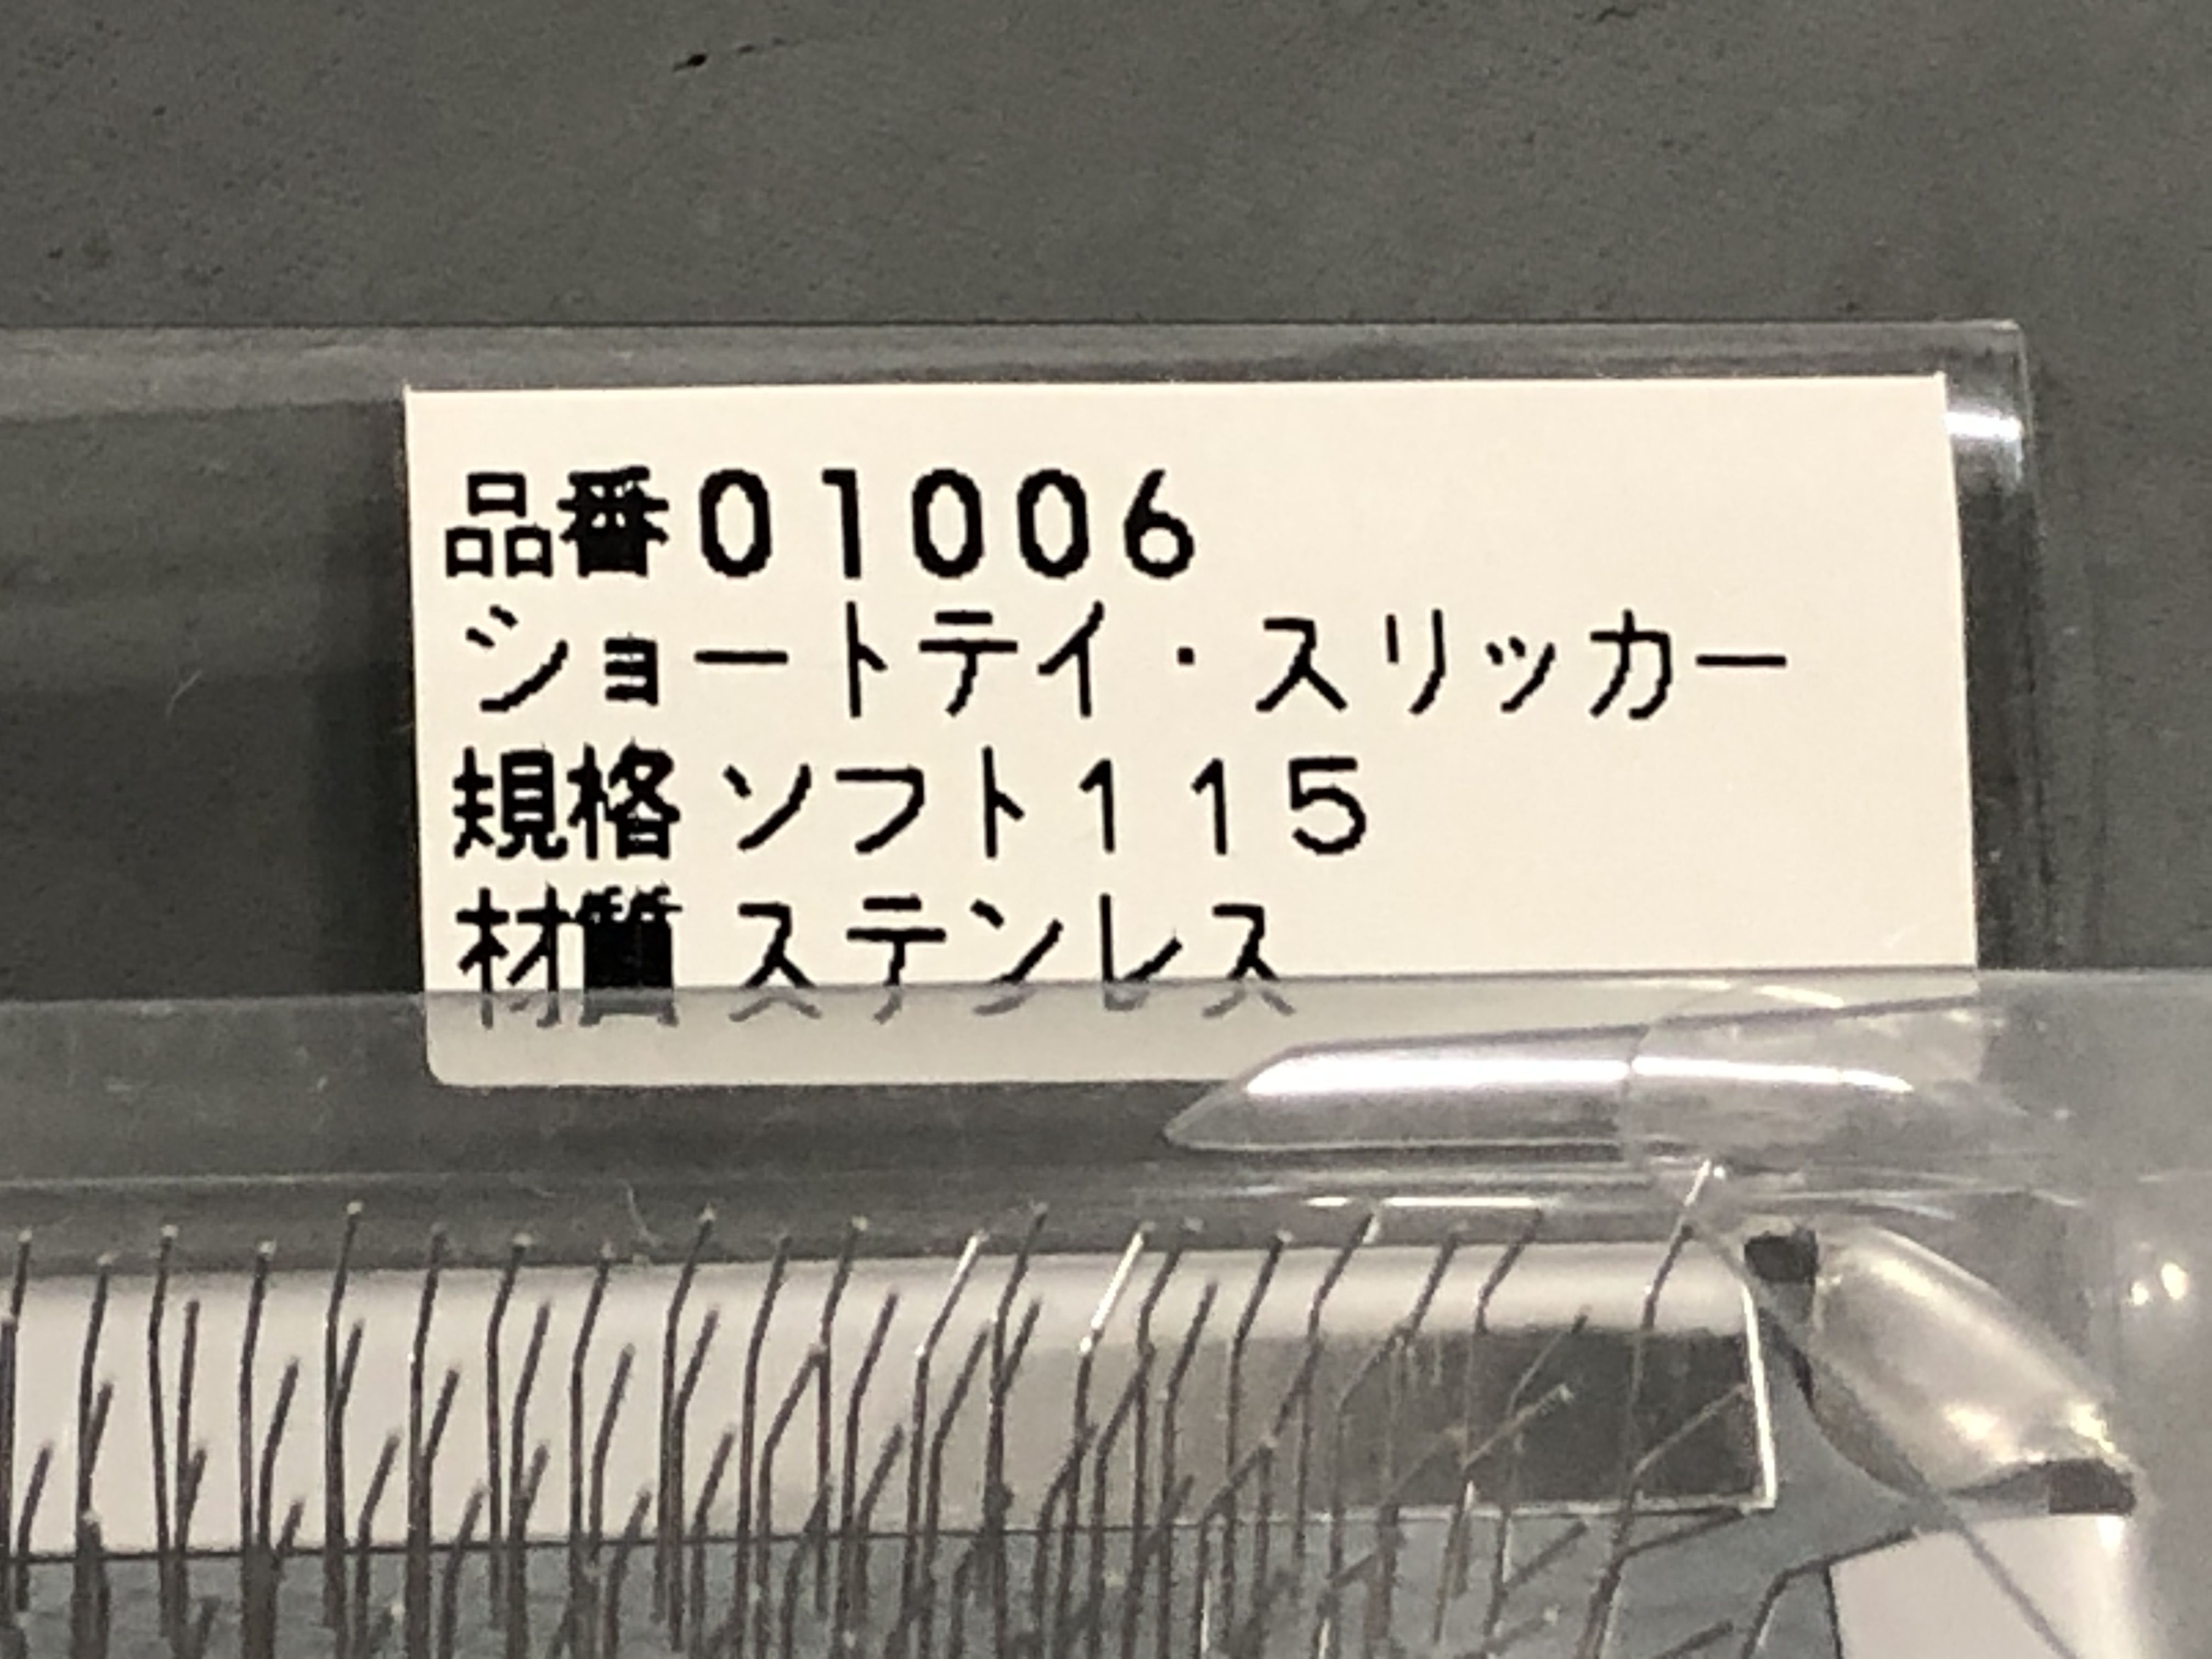 品番01006
ショートテイ・スリッカー
規格 ソフト115
材質 ステンレス